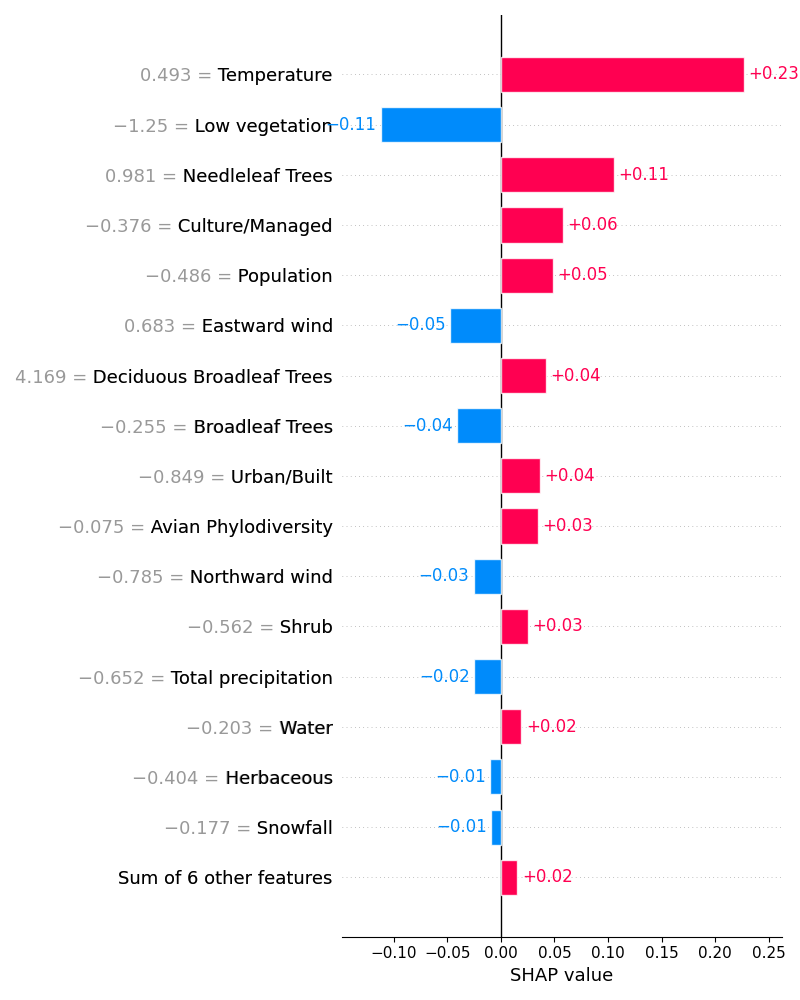 0.493 = Temperature +0.23
−1.25 = Low vegetation −0.11
0.981 = Needleleaf Trees +0.11
−0.376 = Culture/Managed +0.06
−0.486 = Population +0.05
0.683 = Eastward wind −0.05
4.169 = Deciduous Broadleaf Trees +0.04
−0.255 = Broadleaf Trees −0.04
−0.849 = Urban/Built +0.04
−0.075 = Avian Phylodiversity +0.03
−0.785 = Northward wind −0.03
−0.562 = Shrub +0.03
−0.652 = Total precipitation −0.02
−0.203 = Water +0.02
−0.404 = Herbaceous −0.01
−0.177 = Snowfall −0.01
Sum of 6 other features +0.02
−0.10 −0.05 0.00 0.05 0.10 0.15 0.20 0.25
SHAP value